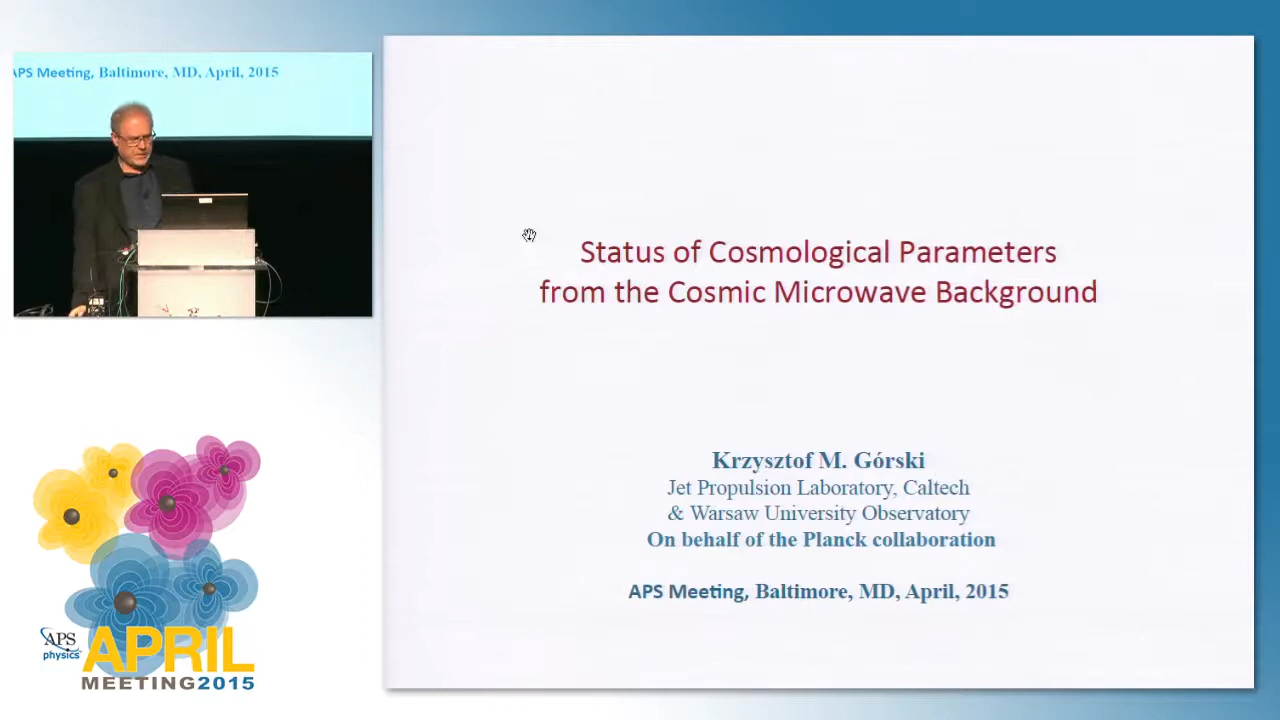 APS Meeting, Baltimore, MD, April, 2015
Status of Cosmological Parameters
from the Cosmic Microwave Background
Krzysztof M. Górski
Jet Propulsion Laboratory, Caltech
& Warsaw University Observatory
On behalf of the Planck collaboration
APS Meeting, Baltimore, MD, April, 2015
APS
physics
APRIL
MEETING2015